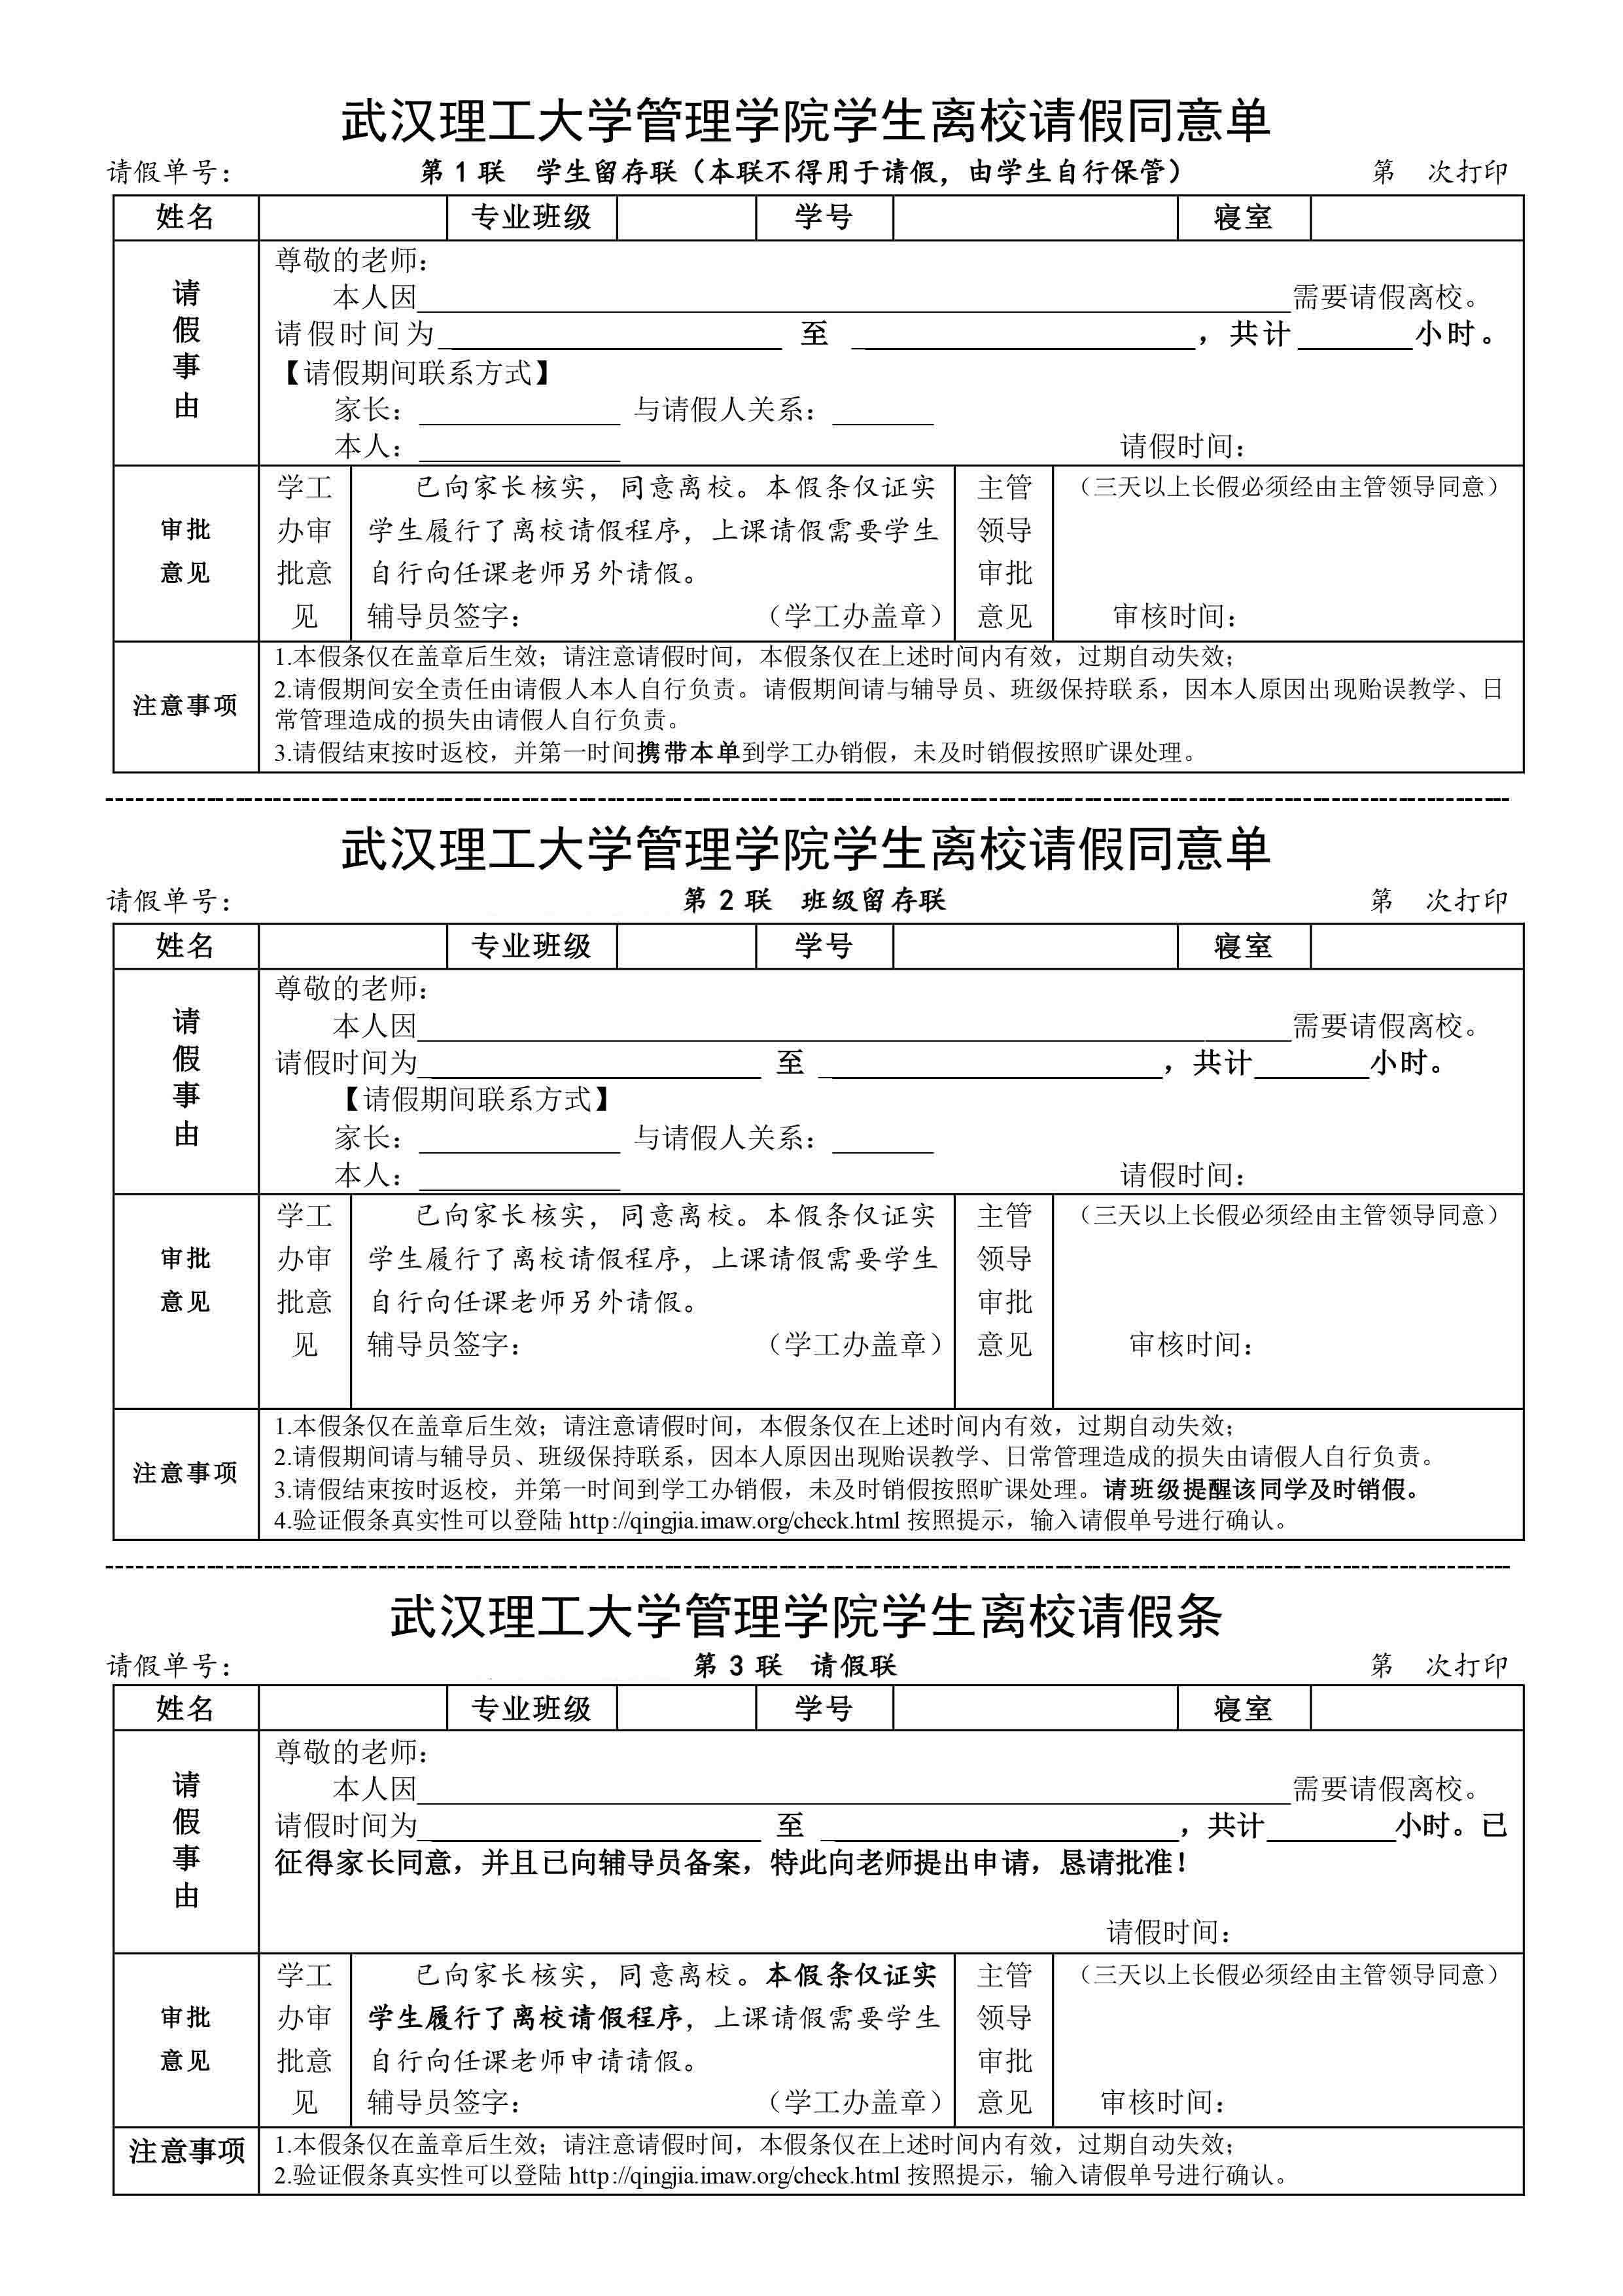 武汉理工大学管理学院学生离校请假同意单
请假单号： 第 1 联 学生留存联（本联不得用于请假，由学生自行保管） 第 次打印
姓名 专业班级 学号 寝室
请
假
事
由
尊敬的老师：
本人因____需要请假离校。
请假时间为____ 至 ____，共计____小时。
【请假期间联系方式】
家长：____ 与请假人关系：____
本人：____ 请假时间：
审批
意见
学工
办审
批意
见
已向家长核实，同意离校。本假条仅证实
学生履行了离校请假程序，上课请假需要学生
自行向任课老师另外请假。
辅导员签字： （学工办盖章）
主管
领导
审批
意见
（三天以上长假必须经由主管领导同意）
审核时间：
注意事项
1.本假条仅在盖章后生效；请注意请假时间，本假条仅在上述时间内有效，过期自动失效；
2.请假期间安全责任由请假人本人自行负责。请假期间请与辅导员、班级保持联系，因本人原因出现贻误教学、日
常管理造成的损失由请假人自行负责。
3.请假结束按时返校，并第一时间携带本单到学工办销假，未及时销假按照旷课处理。
武汉理工大学管理学院学生离校请假同意单
请假单号： 第 2 联 班级留存联 第 次打印
姓名 专业班级 学号 寝室
请
假
事
由
尊敬的老师：
本人因____需要请假离校。
请假时间为____ 至 ____，共计____小时。
【请假期间联系方式】
家长：____ 与请假人关系：____
本人：____ 请假时间：
审批
意见
学工
办审
批意
见
已向家长核实，同意离校。本假条仅证实
学生履行了离校请假程序，上课请假需要学生
自行向任课老师另外请假。
辅导员签字： （学工办盖章）
主管
领导
审批
意见
（三天以上长假必须经由主管领导同意）
审核时间：
注意事项
1.本假条仅在盖章后生效；请注意请假时间，本假条仅在上述时间内有效，过期自动失效；
2.请假期间请与辅导员、班级保持联系，因本人原因出现贻误教学、日常管理造成的损失由请假人自行负责。
3.请假结束按时返校，并第一时间到学工办销假，未及时销假按照旷课处理。请班级提醒该同学及时销假。
4.验证假条真实性可以登陆 http://qingjia.imaw.org/check.html 按照提示，输入请假单号进行确认。
武汉理工大学管理学院学生离校请假条
请假单号： 第 3 联 请假联 第 次打印
姓名 专业班级 学号 寝室
请
假
事
由
尊敬的老师：
本人因____需要请假离校。
请假时间为____ 至 ____，共计____小时。已
征得家长同意，并且已向辅导员备案，特此向老师提出申请，恳请批准！
请假时间：
审批
意见
学工
办审
批意
见
已向家长核实，同意离校。本假条仅证实
学生履行了离校请假程序，上课请假需要学生
自行向任课老师申请请假。
辅导员签字： （学工办盖章）
主管
领导
审批
意见
（三天以上长假必须经由主管领导同意）
审核时间：
注意事项
1.本假条仅在盖章后生效；请注意请假时间，本假条仅在上述时间内有效，过期自动失效；
2.验证假条真实性可以登陆 http://qingjia.imaw.org/check.html 按照提示，输入请假单号进行确认。